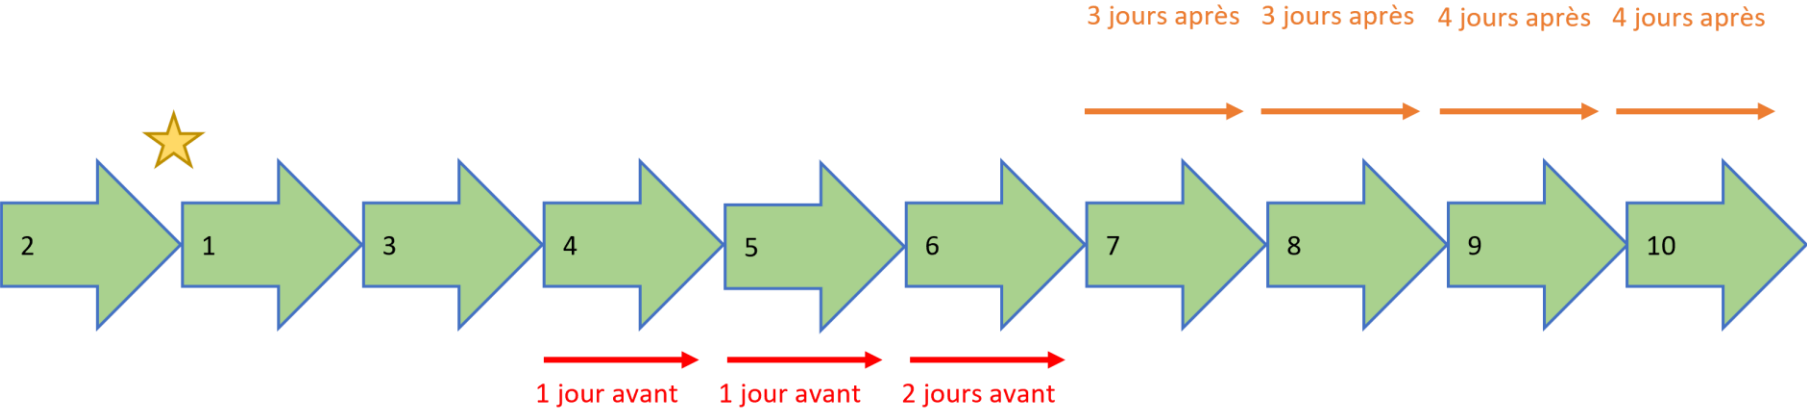 3 jours après 3 jours après 4 jours après 4 jours après
2 1 3 4 5 6 7 8 9 10
1 jour avant 1 jour avant 2 jours avant